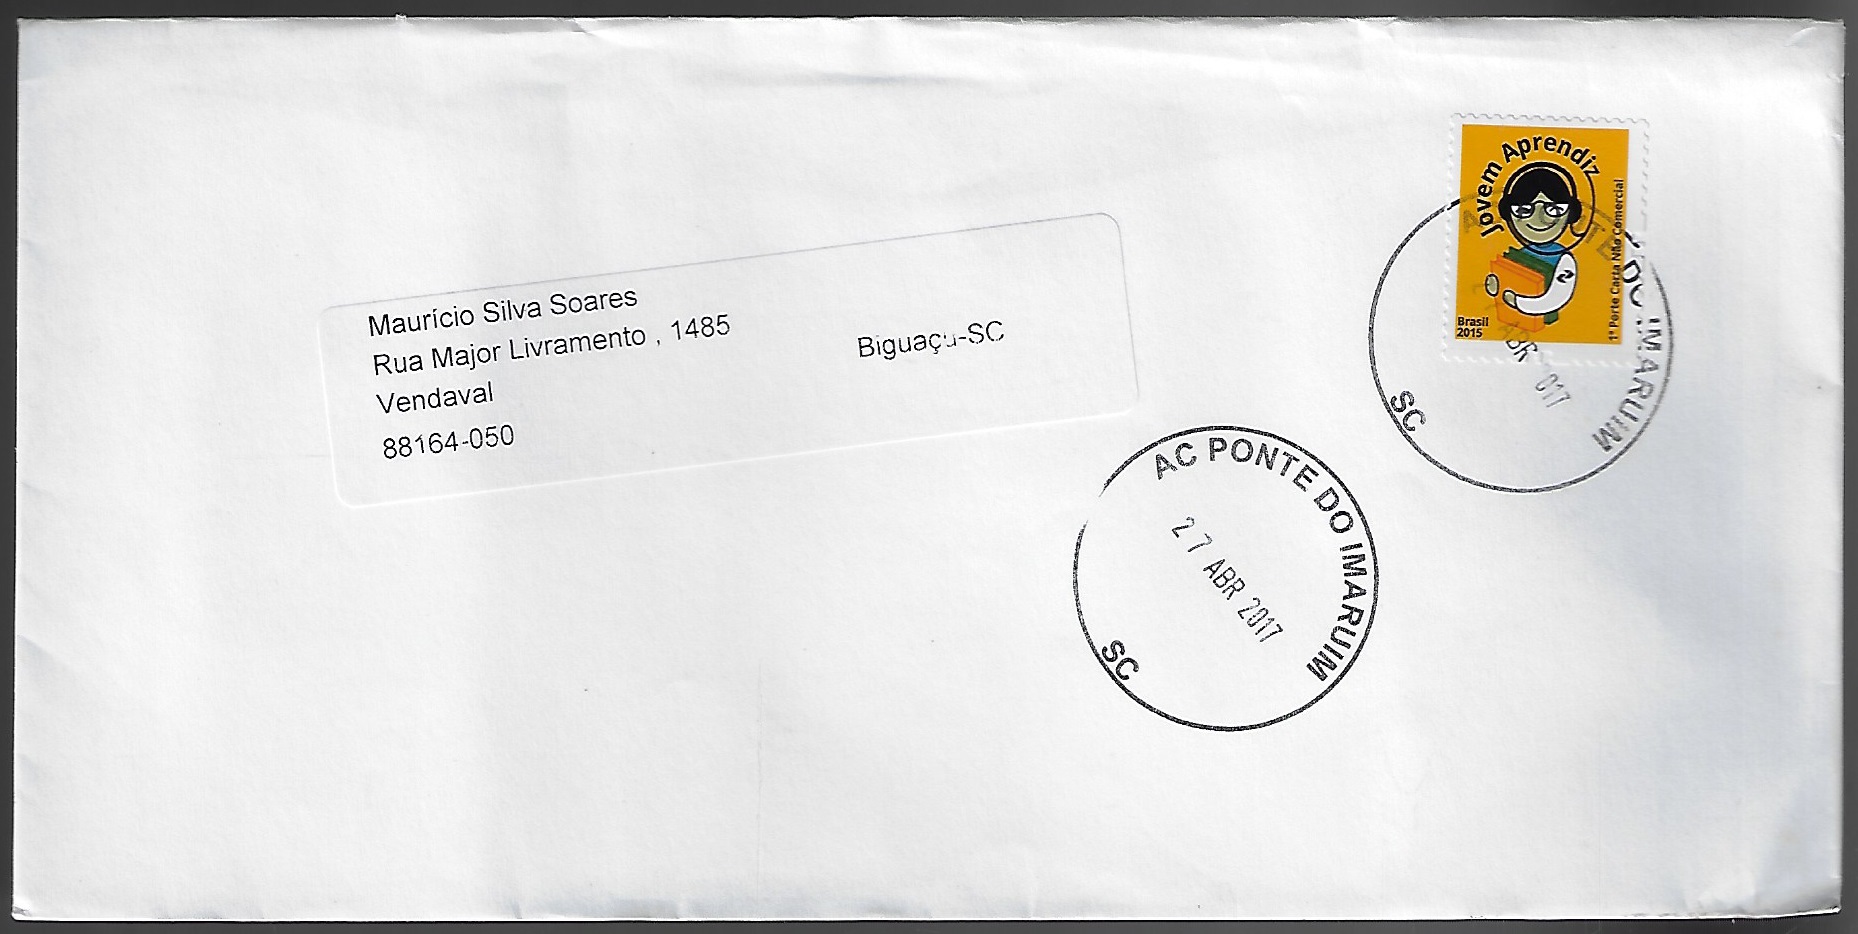 Jovem Aprendiz
1º Porte Carta Não Comercial
Brasil
2015
DO IMARUIM
ABR
SC
Maurício Silva Soares
Rua Major Livramento , 1485
Biguaçu-SC
Vendaval
88164-050
AC PONTE DO IMARUIM
27 ABR 2017
SC